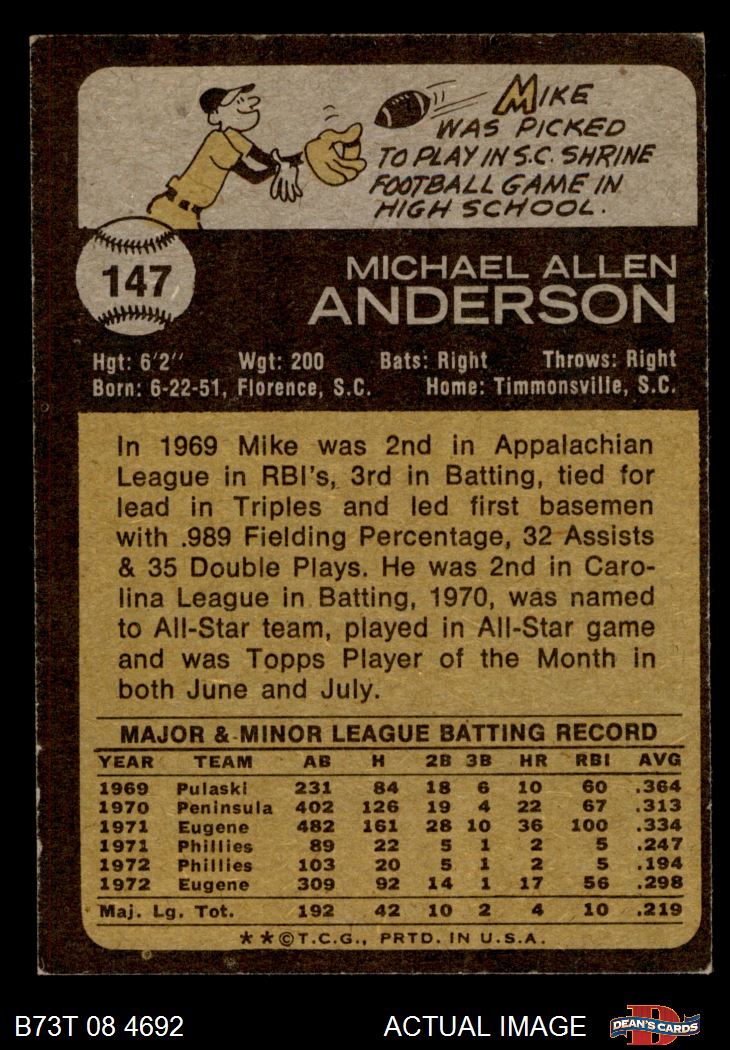 MIKE
WAS PICKED
TO PLAY IN S.C. SHRINE
FOOTBALL GAME IN
HIGH SCHOOL.
147
MICHAEL ALLEN
ANDERSON
Hgt: 6'2" Wgt: 200 Bats: Right Throws: Right
Born: 6-22-51, Florence, S.C. Home: Timmonsville, S.C.
In 1969 Mike was 2nd in Appalachian
League in RBI's, 3rd in Batting, tied for
lead in Triples and led first basemen
with .989 Fielding Percentage, 32 Assists
& 35 Double Plays. He was 2nd in Caro-
lina League in Batting, 1970, was named
to All-Star team, played in All-Star game
and was Topps Player of the Month in
both June and July.
MAJOR & MINOR LEAGUE BATTING RECORD
YEAR TEAM AB H 2B 3B HR RBI AVG
1969 Pulaski 231 84 18 6 10 60 .364
1970 Peninsula 402 126 19 4 22 67 .313
1971 Eugene 482 161 28 10 36 100 .334
1971 Phillies 89 22 5 1 2 5 .247
1972 Phillies 103 20 5 1 2 5 .194
1972 Eugene 309 92 14 1 17 56 .298
Maj. Lg. Tot. 192 42 10 2 4 10 .219
**©T.C.G., PRTD. IN U.S.A.
B73T 08 4692 ACTUAL IMAGE DEAN'S CARDS